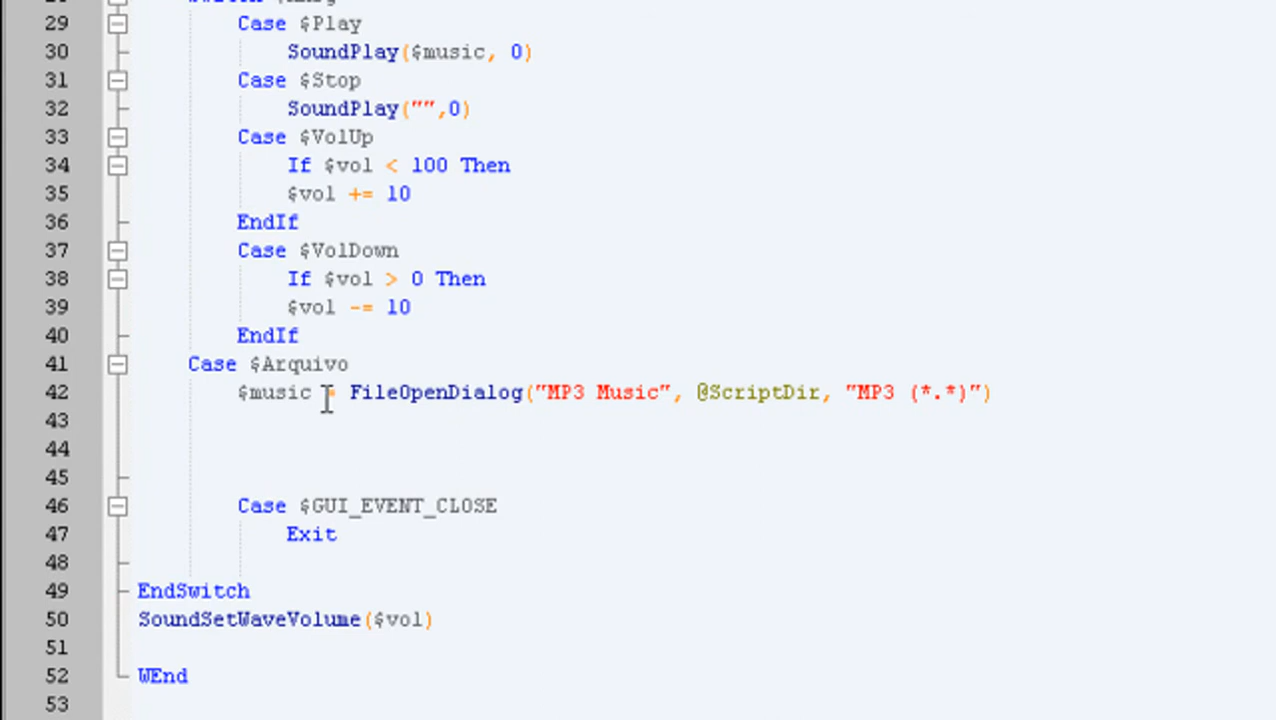 29 Case $Play
30 SoundPlay($music, 0)
31 Case $Stop
32 SoundPlay("",0)
33 Case $VolUp
34 If $vol < 100 Then
35 $vol += 10
36 EndIf
37 Case $VolDown
38 If $vol > 0 Then
39 $vol -= 10
40 EndIf
41 Case $Arquivo
42 $music = FileOpenDialog("MP3 Music", @ScriptDir, "MP3 (*.*)")
43
44
45
46 Case $GUI_EVENT_CLOSE
47 Exit
48
49 EndSwitch
50 SoundSetWaveVolume($vol)
51
52 WEnd
53